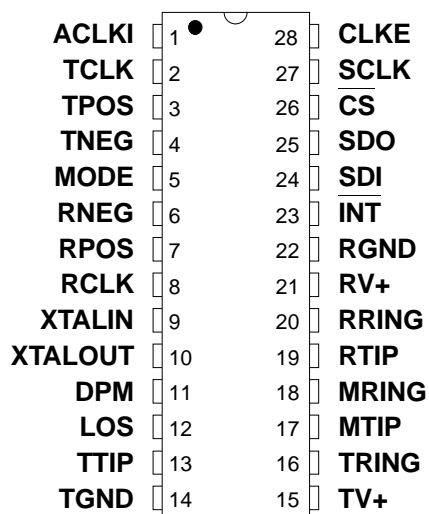 ACLKI 1 28 CLKE
TCLK 2 27 SCLK
TPOS 3 26 CS
TNEG 4 25 SDO
MODE 5 24 SDI
RNEG 6 23 INT
RPOS 7 22 RGND
RCLK 8 21 RV+
XTALIN 9 20 RRING
XTALOUT 10 19 RTIP
DPM 11 18 MRING
LOS 12 17 MTIP
TTIP 13 16 TRING
TGND 14 15 TV+